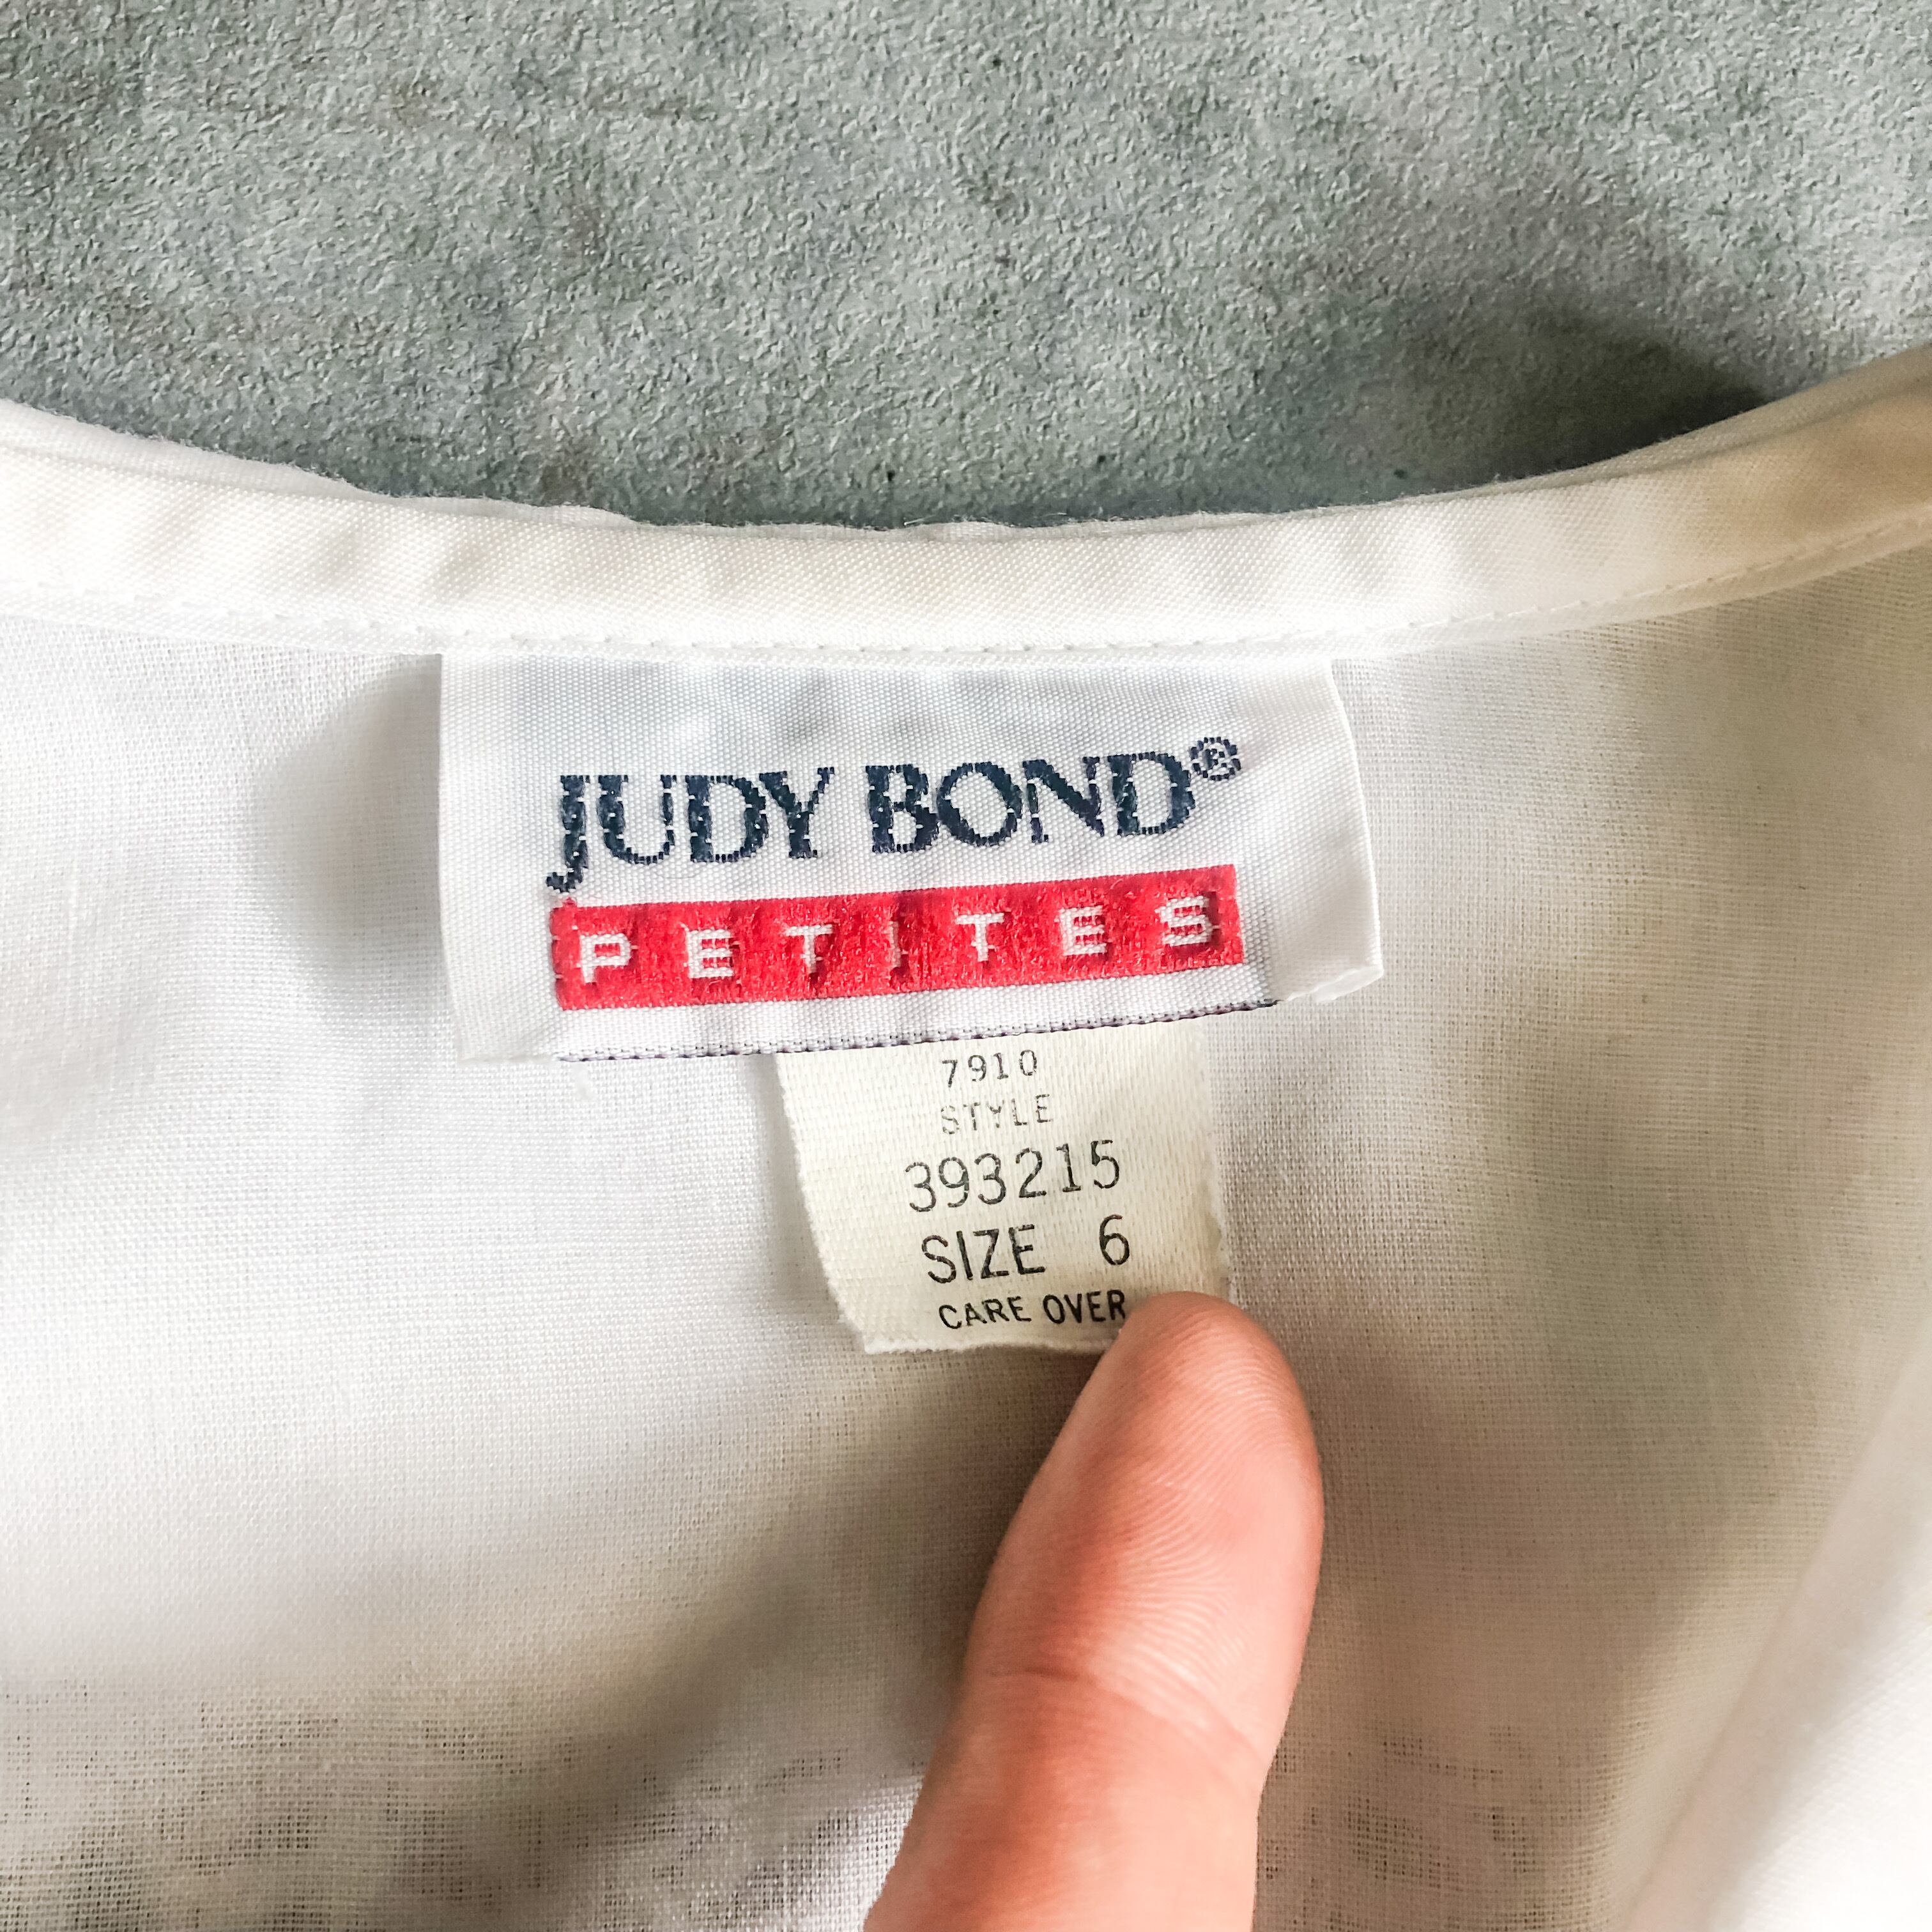 JUDY BOND®
PETITES
7910
STYLE
393215
SIZE 6
CARE OVER